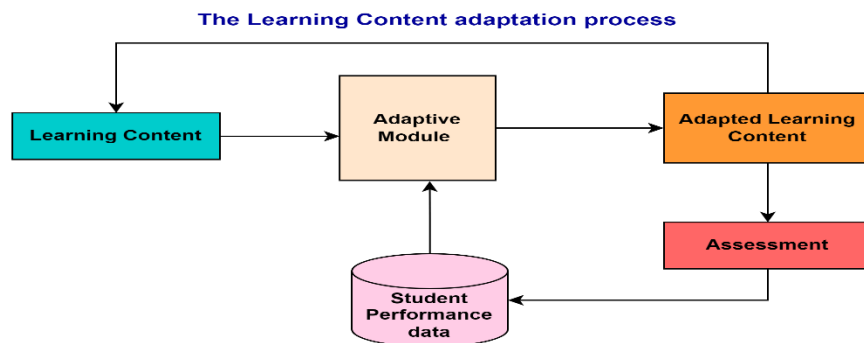 The Learning Content adaptation process
Learning Content
Adaptive
Module
Adapted Learning
Content
Assessment
Student
Performance
data